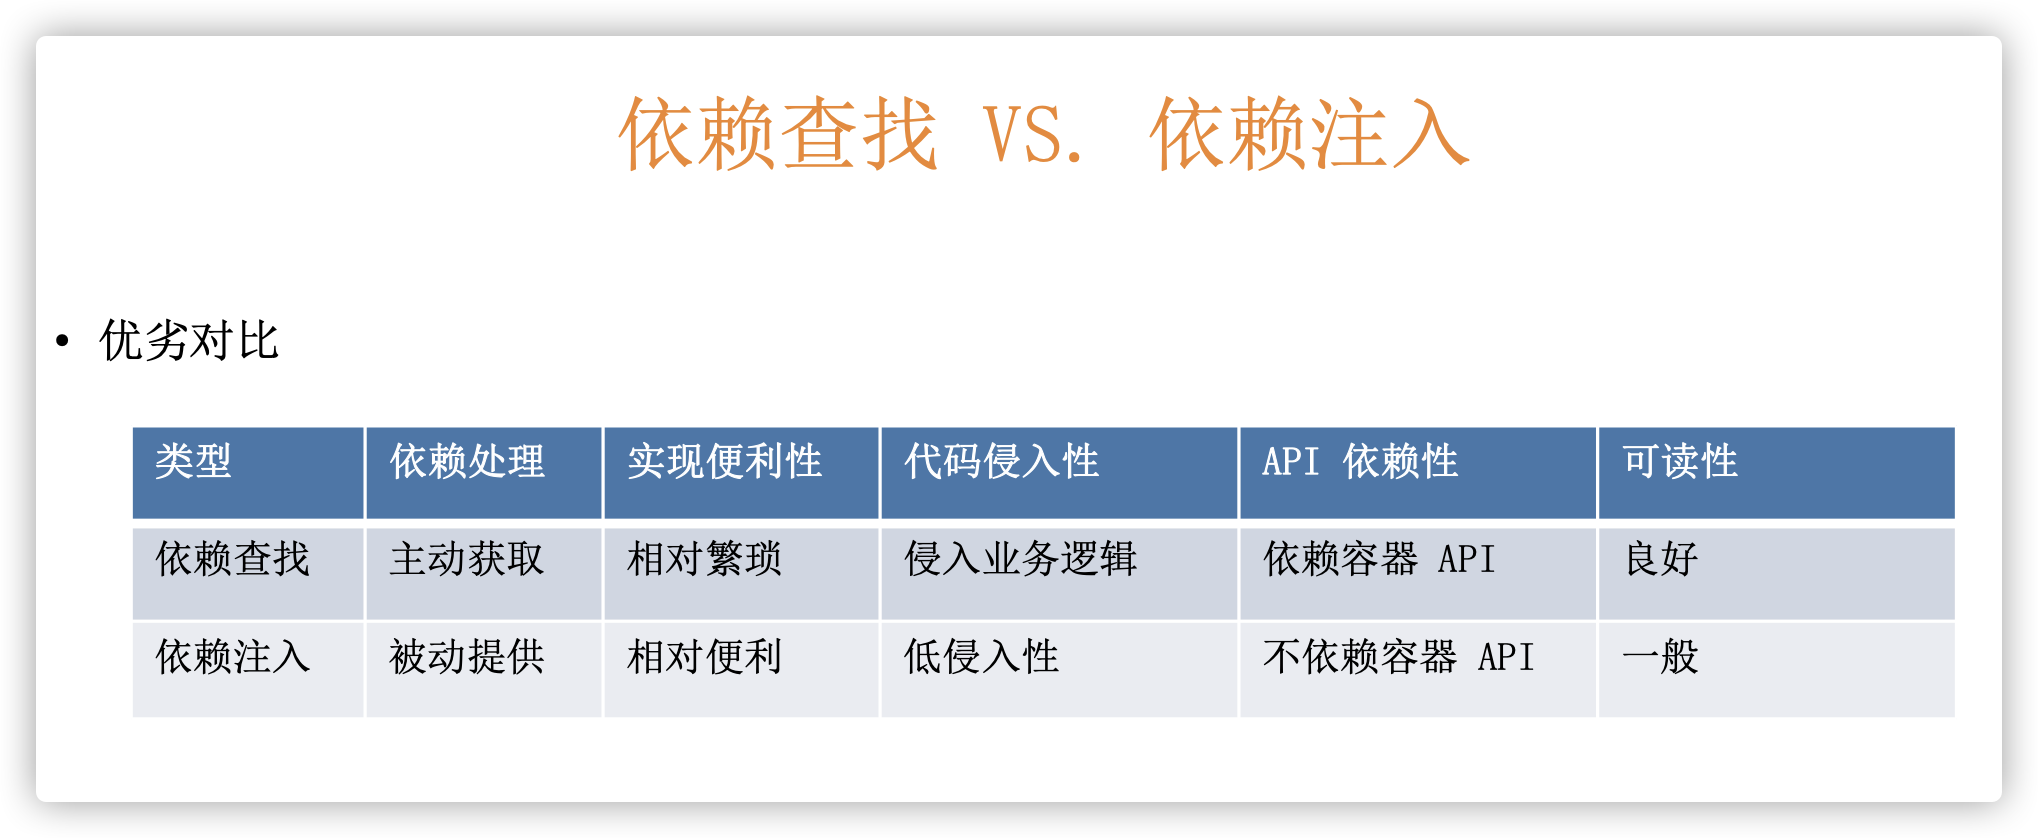 依赖查找 VS. 依赖注入
• 优劣对比
类型 依赖处理 实现便利性 代码侵入性 API 依赖性 可读性
依赖查找 主动获取 相对繁琐 侵入业务逻辑 依赖容器 API 良好
依赖注入 被动提供 相对便利 低侵入性 不依赖容器 API 一般